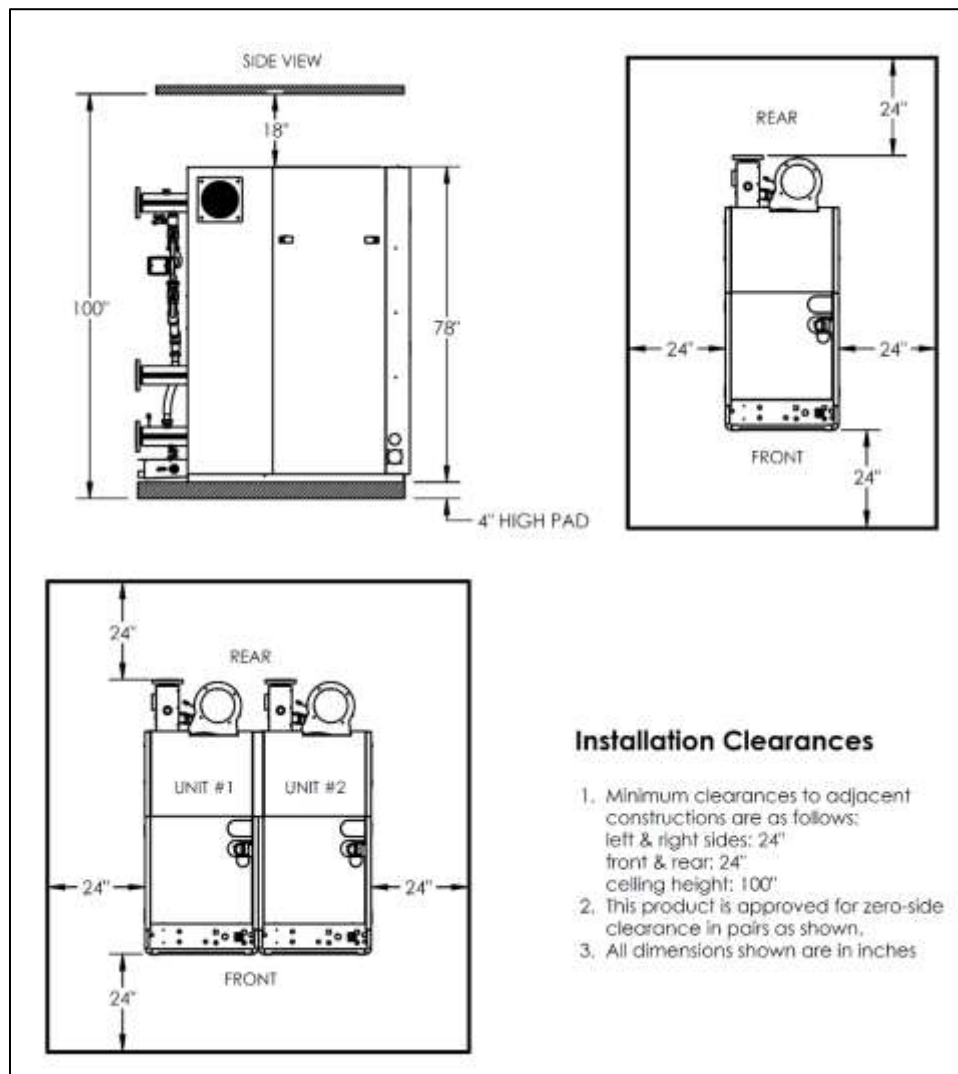 SIDE VIEW
18"
100"
78"
4" HIGH PAD
24"
REAR
24"
24"
FRONT
24"
24"
REAR
UNIT #1
UNIT #2
24"
24"
FRONT
24"
Installation Clearances
1. Minimum clearances to adjacent
constructions are as follows:
left & right sides: 24"
front & rear: 24"
ceiling height: 100"
2. This product is approved for zero-side
clearance in pairs as shown.
3. All dimensions shown are in inches